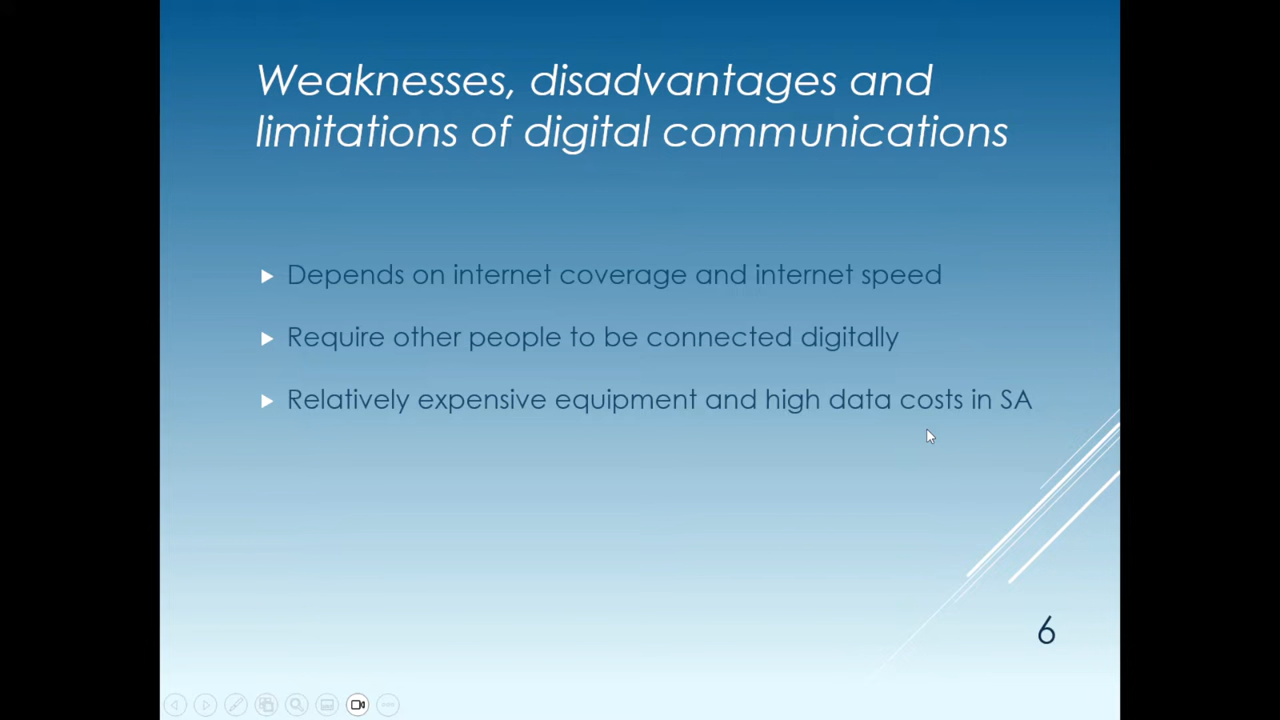 Weaknesses, disadvantages and
limitations of digital communications
Depends on internet coverage and internet speed
Require other people to be connected digitally
Relatively expensive equipment and high data costs in SA
6